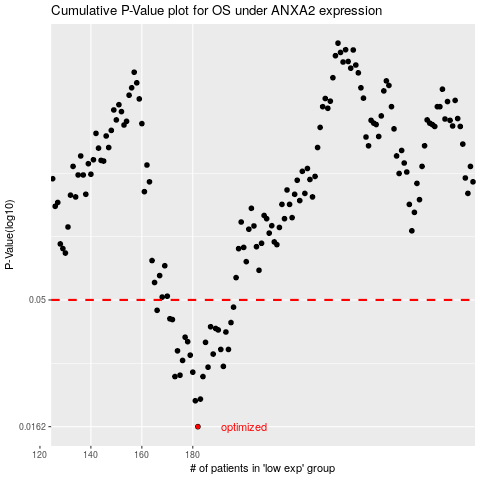 Cumulative P-Value plot for OS under ANXA2 expression
P-Value(log10)
0.05
0.0162
optimized
120 140 160 180
# of patients in 'low exp' group